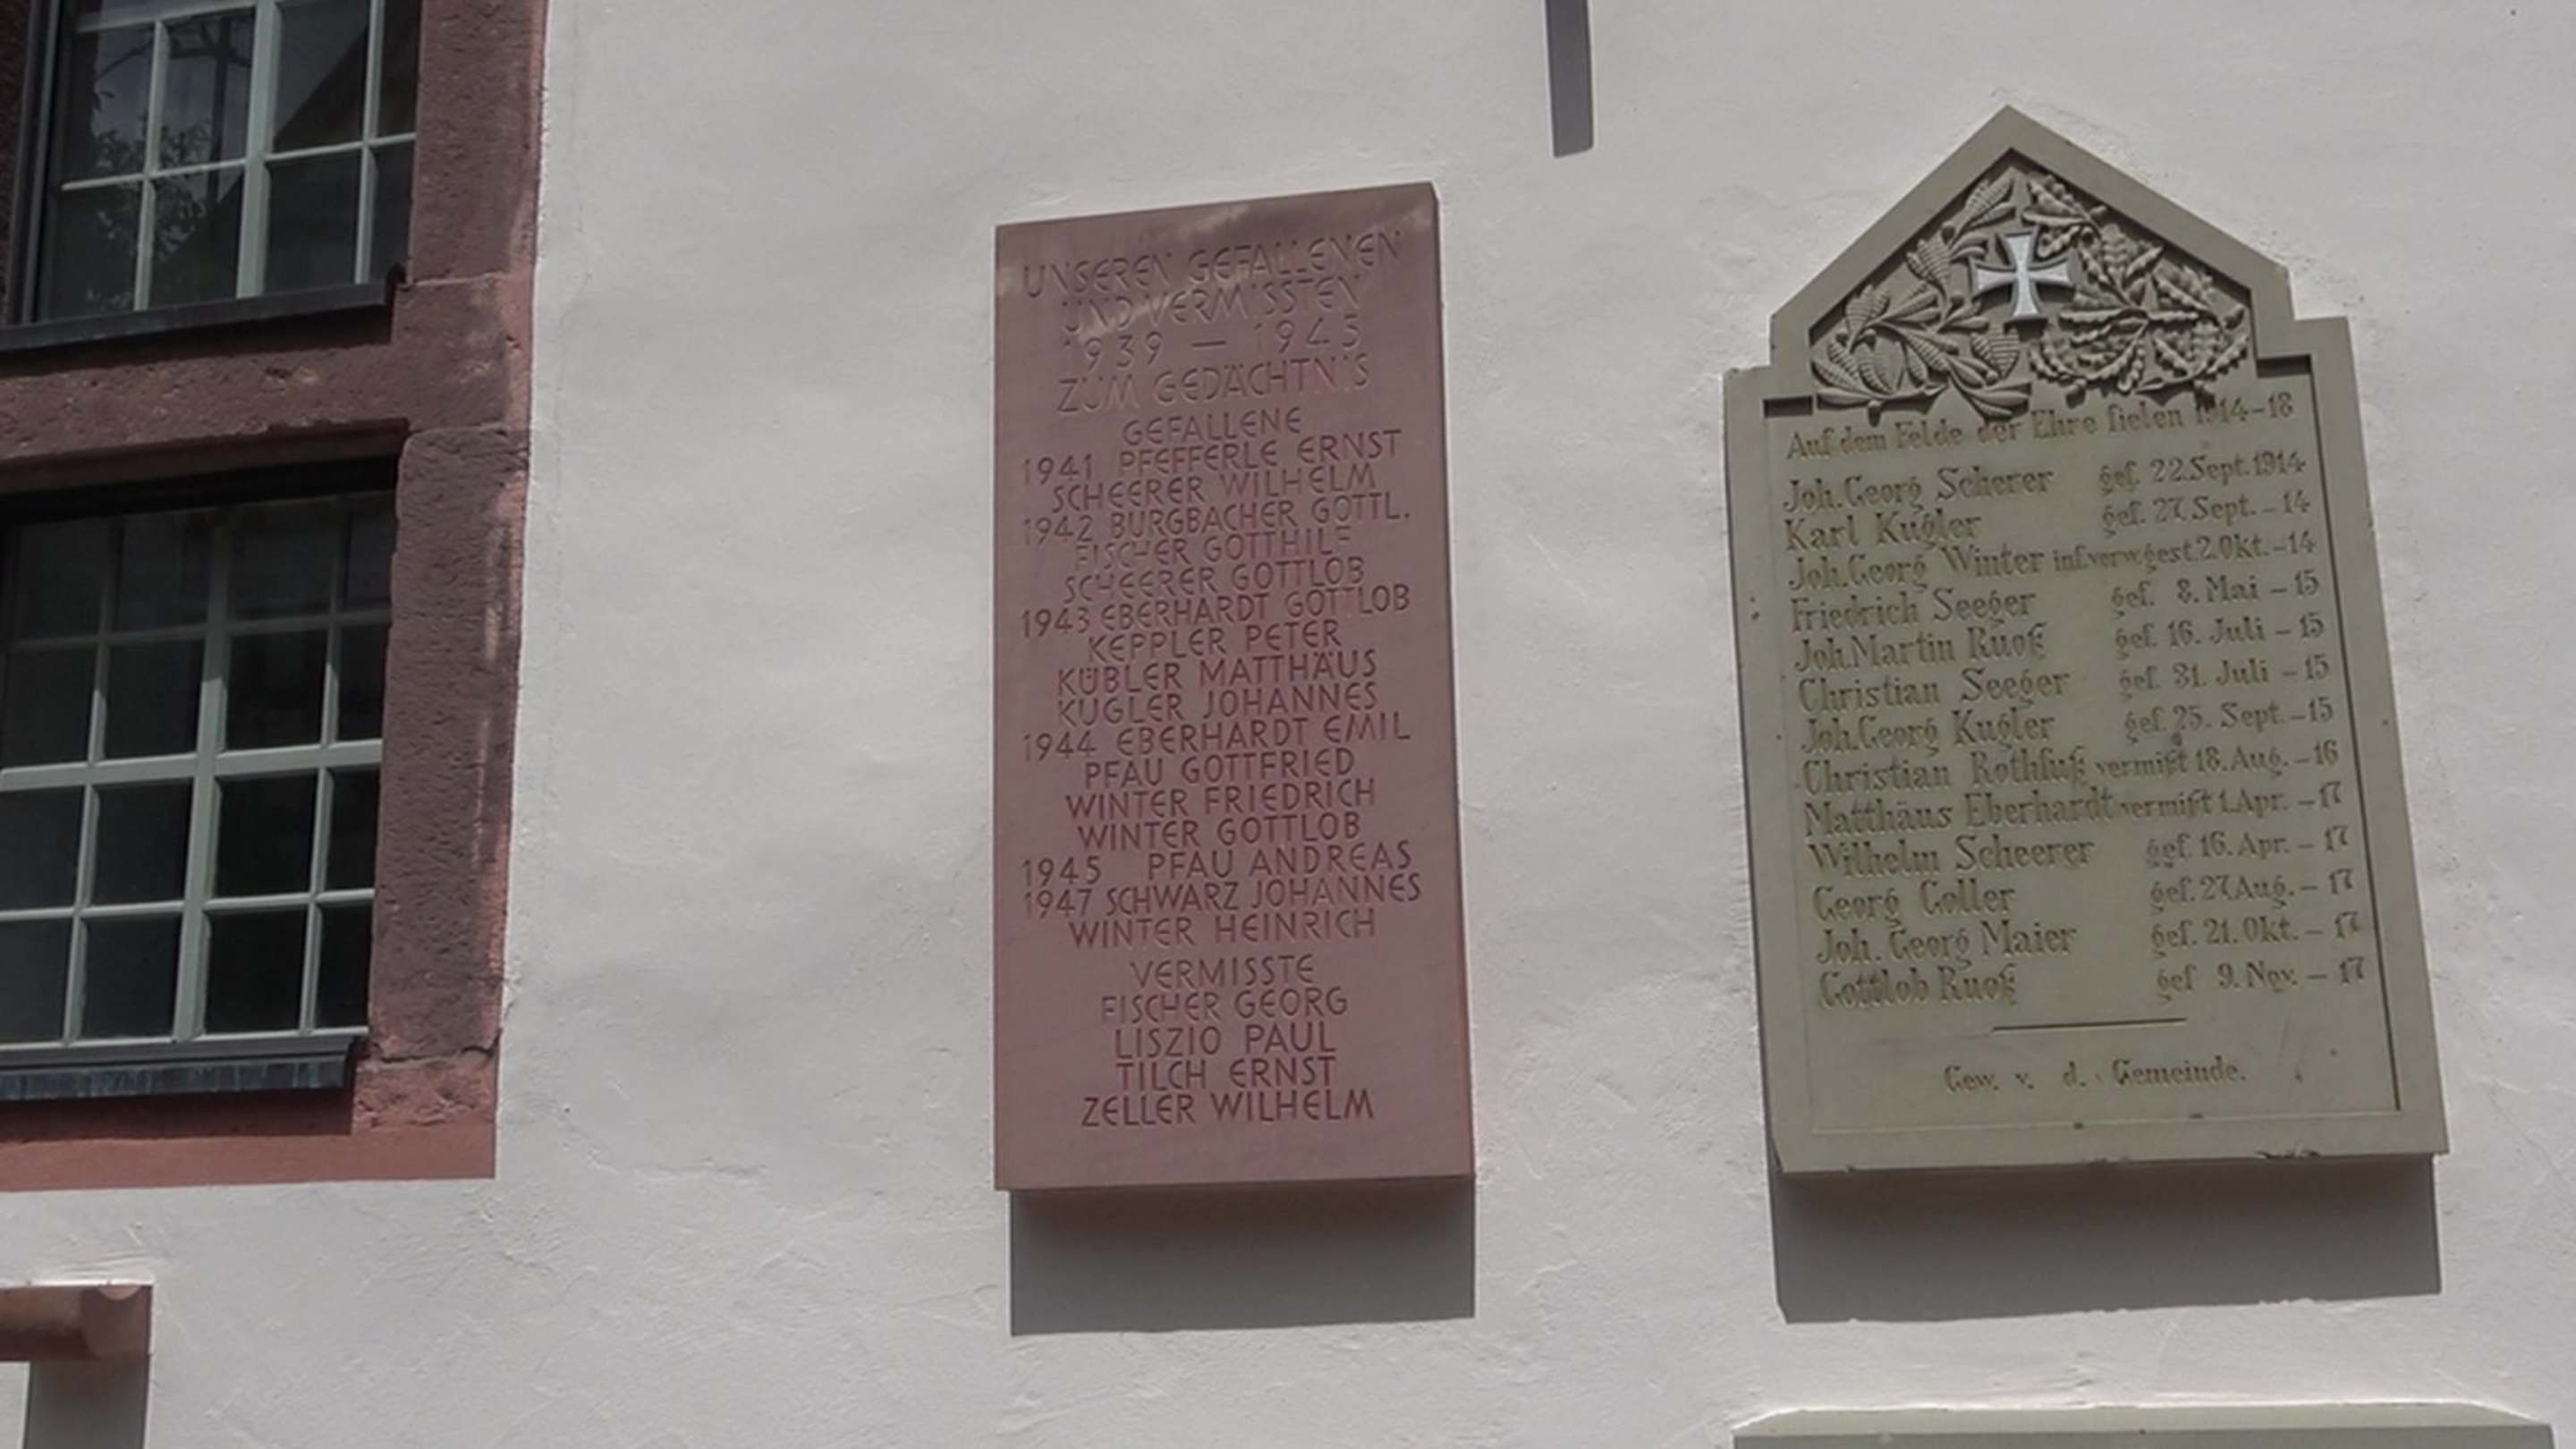 UNSEREN GEFALLENEN
UND VERMISSTEN
1939 — 1945
ZUM GEDÄCHTNIS
GEFALLENE
1941 PFEFFERLE ERNST
SCHEERER WILHELM
1942 BURGBACHER GOTTL.
FISCHER GOTTHILF
SCHEERER GOTTLOB
1943 EBERHARDT GOTTLOB
KEPPLER PETER
KÜBLER MATTHÄUS
KUGLER JOHANNES
1944 EBERHARDT EMIL
PFAU GOTTFRIED
WINTER FRIEDRICH
WINTER GOTTLOB
1945 PFAU ANDREAS
1947 SCHWARZ JOHANNES
WINTER HEINRICH
VERMISSTE
FISCHER GEORG
LISZIO PAUL
TILCH ERNST
ZELLER WILHELM
Auf dem Felde der Ehre fielen 1914-18
Joh. Georg Scherer gef. 22. Sept. 1914
Karl Kugler gef. 27. Sept. - 14
Joh. Georg Winter inf. verw. gest. 2. Okt. - 14
Friedrich Seeger gef. 8. Mai - 15
Joh. Martin Ruoß gef. 16. Juli - 15
Christian Seeger gef. 31. Juli - 15
Joh. Georg Kugler gef. 25. Sept. - 15
Christian Rothfuß vermißt 18. Aug. - 16
Matthäus Eberhardt vermißt 1. Apr. - 17
Wilhelm Scheerer gef. 16. Apr. - 17
Georg Goller gef. 27. Aug. - 17
Joh. Georg Maier gef. 21. Okt. - 17
Gottlob Ruoß gef 9. Nov. - 17
Gew. v. d. Gemeinde.